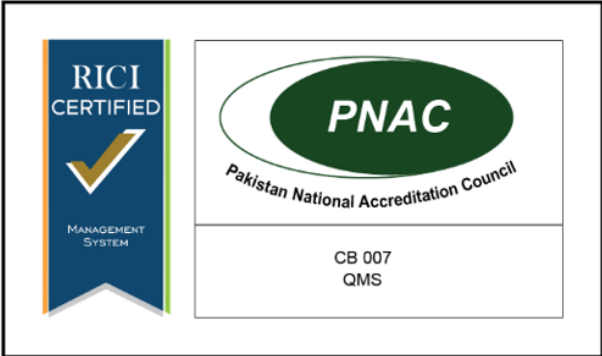 RICI
CERTIFIED
MANAGEMENT
SYSTEM
PNAC
Pakistan National Accreditation Council
CB 007
QMS